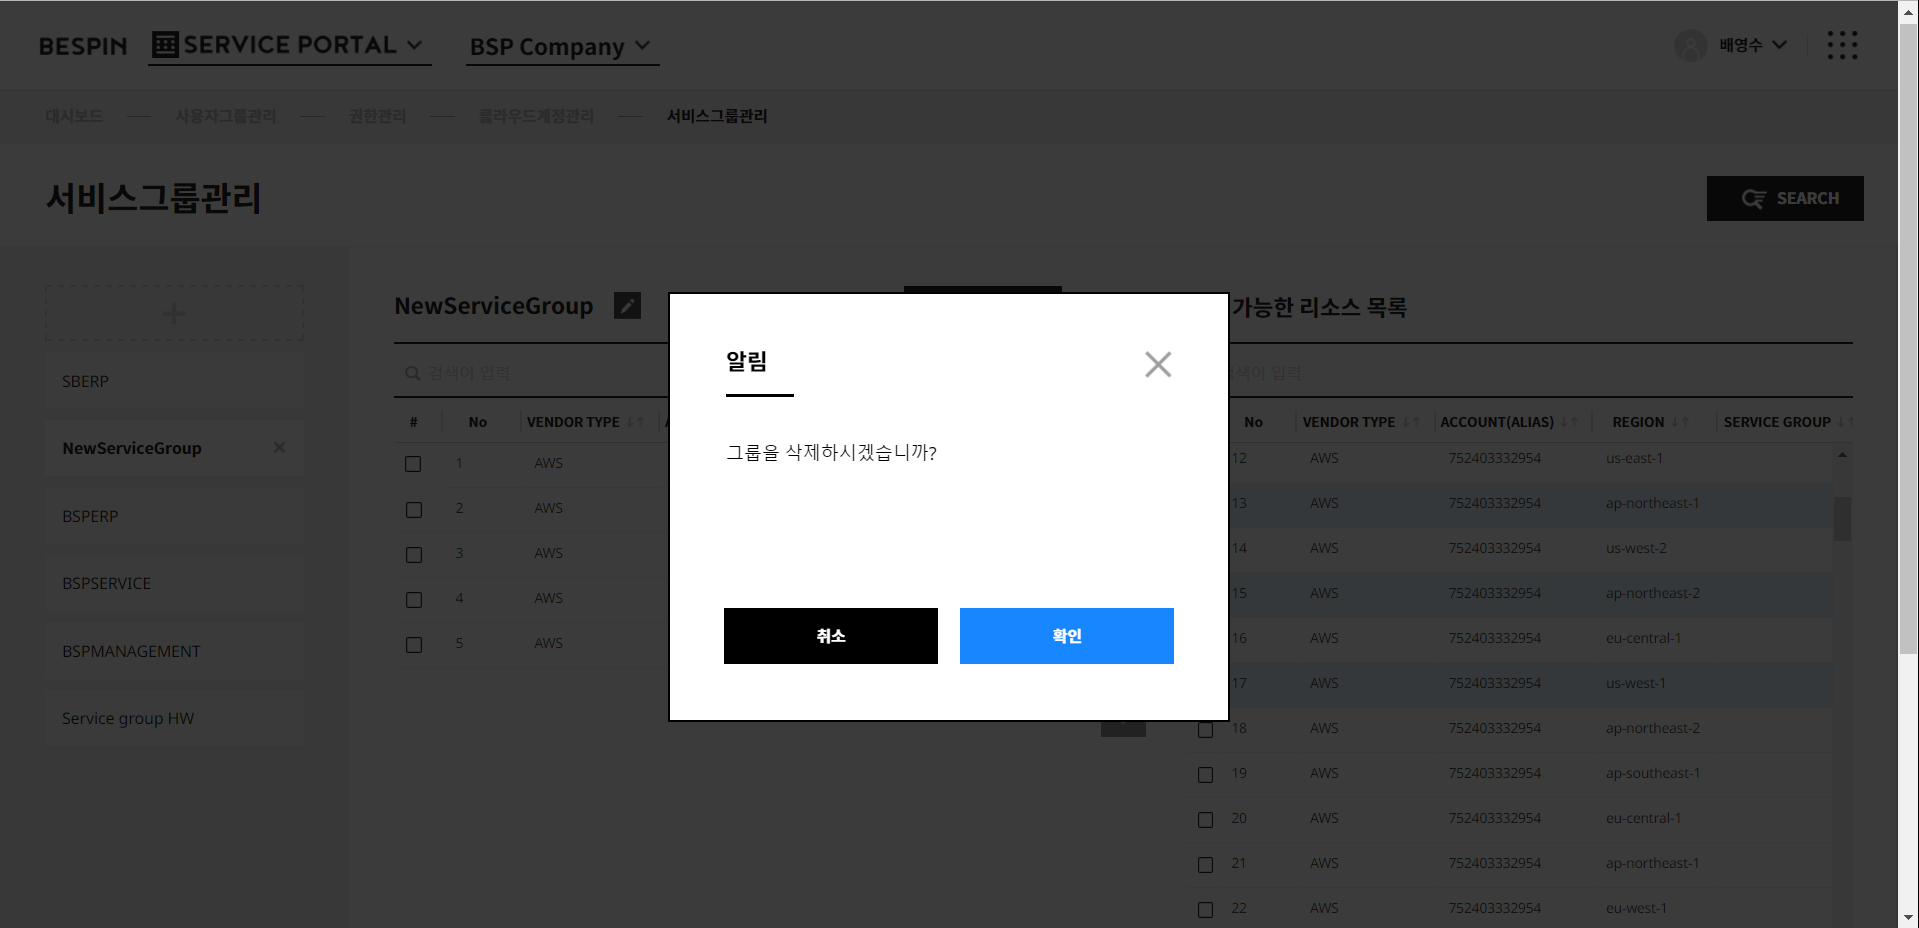 BESPIN SERVICE PORTAL BSP Company 배영수
대시보드 사용자그룹관리 권한관리 클라우드계정관리 서비스그룹관리
서비스그룹관리 SEARCH
+
SBERP
NewServiceGroup
BSPERP
BSPSERVICE
BSPMANAGEMENT
Service group HW
NewServiceGroup
검색어 입력
# No VENDOR TYPE
1 AWS
2 AWS
3 AWS
4 AWS
5 AWS
알림
그룹을 삭제하시겠습니까?
취소 확인
가능한 리소스 목록
색어 입력
No VENDOR TYPE ACCOUNT(ALIAS) REGION SERVICE GROUP
12 AWS 752403332954 us-east-1
13 AWS 752403332954 ap-northeast-1
14 AWS 752403332954 us-west-2
15 AWS 752403332954 ap-northeast-2
16 AWS 752403332954 eu-central-1
17 AWS 752403332954 us-west-1
18 AWS 752403332954 ap-northeast-2
19 AWS 752403332954 ap-southeast-1
20 AWS 752403332954 eu-central-1
21 AWS 752403332954 ap-northeast-1
22 AWS 752403332954 eu-west-1